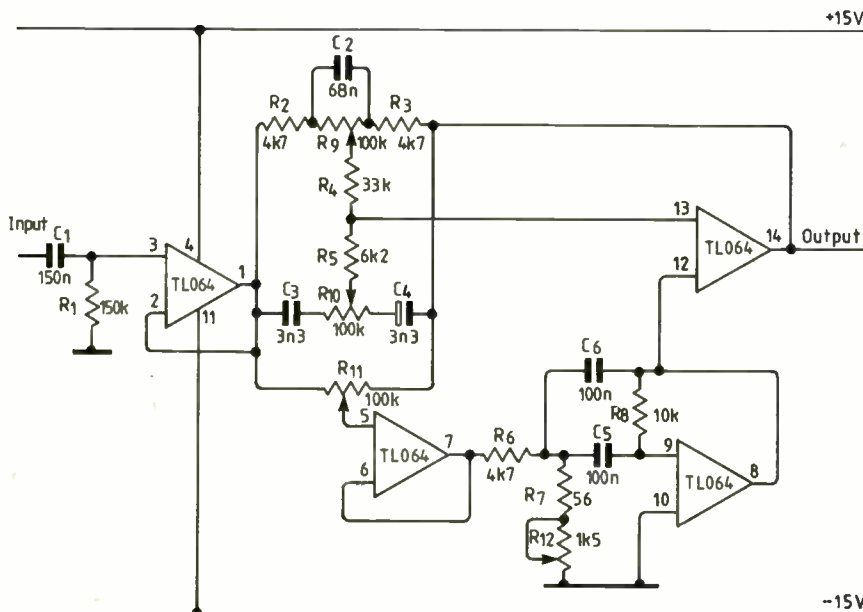 +15V
C2
68n
R2
R3
4k7
R9
100k
4k7
R4
33k
Input
C1
150n
R1
150k
3
4
2
TL064
1
11
R5
6k2
C3
R10
C4
3n3
100k
3n3
R11
100k
5
6
TL064
7
R6
4k7
13
12
TL064
14
Output
C6
100n
R8
10k
C5
100n
R7
56
R12
1k5
9
10
TL064
8
-15V